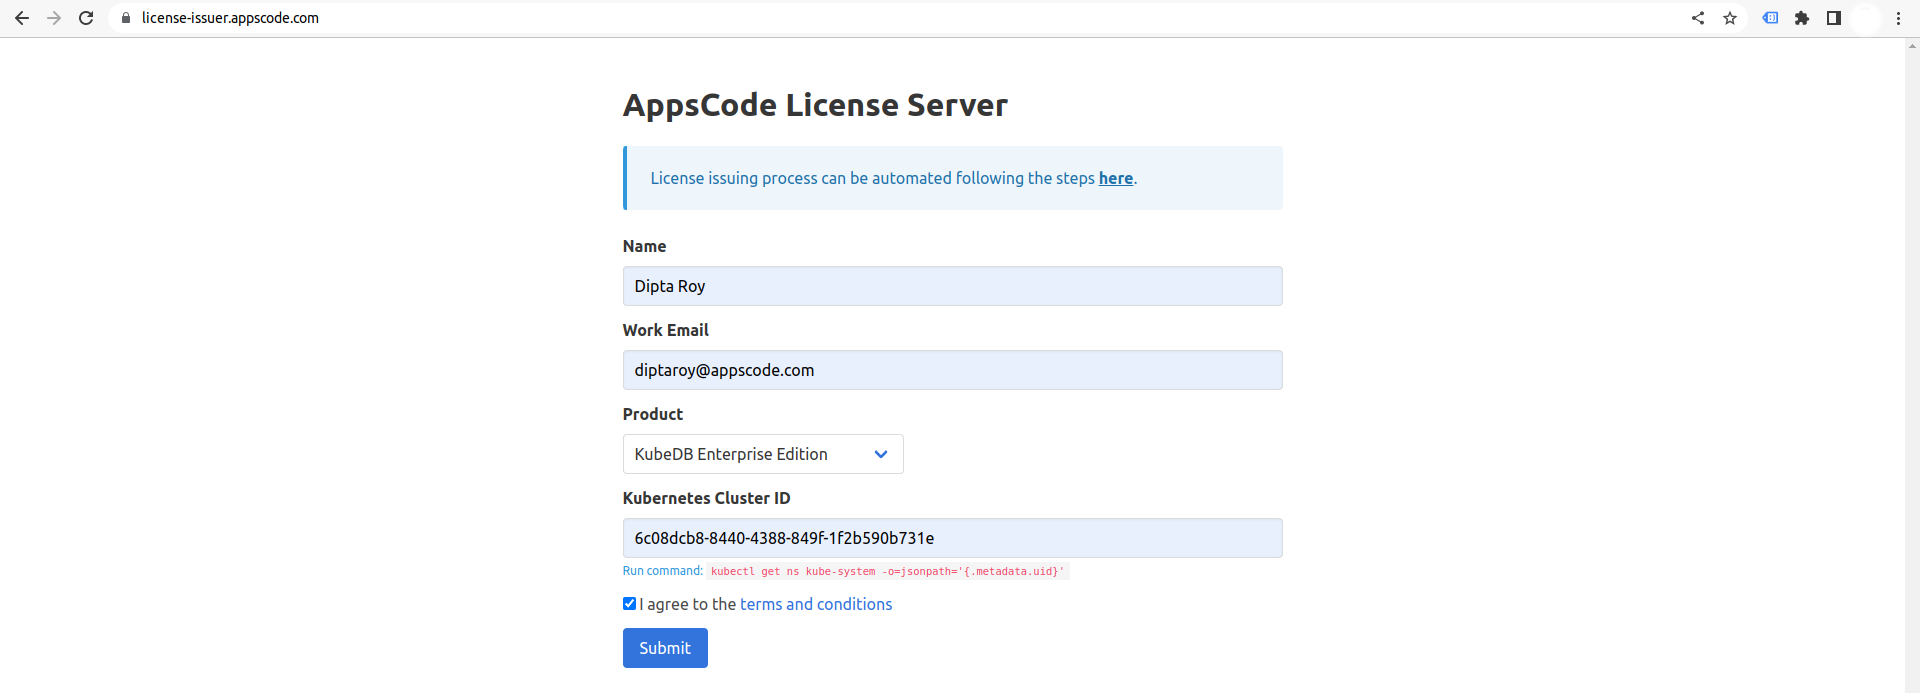 license-issuer.appscode.com
AppsCode License Server
License issuing process can be automated following the steps here.
Name
Dipta Roy
Work Email
diptaroy@appscode.com
Product
KubeDB Enterprise Edition
Kubernetes Cluster ID
6c08dcb8-8440-4388-849f-1f2b590b731e
Run command: kubectl get ns kube-system -o=jsonpath='{.metadata.uid}'
I agree to the terms and conditions
Submit